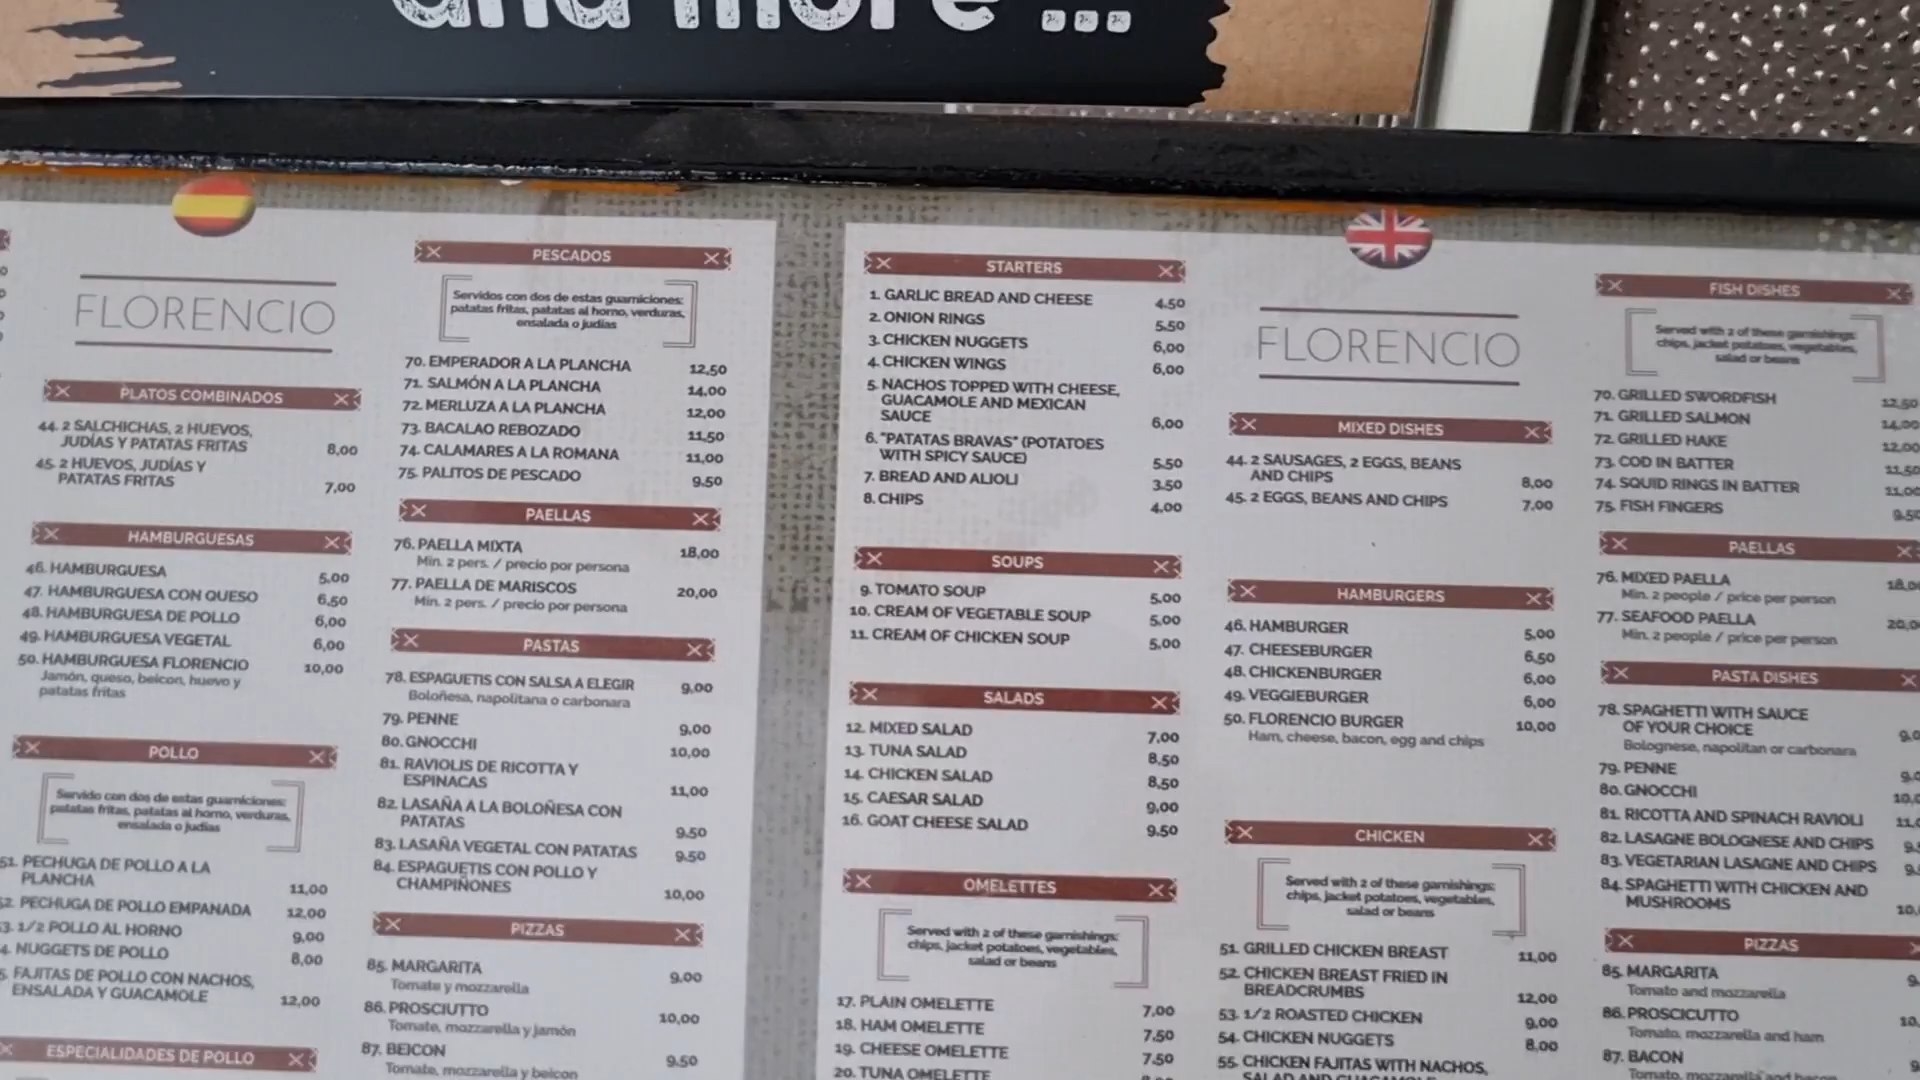 and more ...
FLORENCIO
PLATOS COMBINADOS
44. 2 SALCHICHAS, 2 HUEVOS,
JUDÍAS Y PATATAS FRITAS 8,00
45. 2 HUEVOS, JUDÍAS Y
PATATAS FRITAS 7,00
HAMBURGUESAS
46. HAMBURGUESA 5,00
47. HAMBURGUESA CON QUESO 6,50
48. HAMBURGUESA DE POLLO 6,00
49. HAMBURGUESA VEGETAL 6,00
50. HAMBURGUESA FLORENCIO 10,00
Jamón, queso, beicon, huevo y
patatas fritas
POLLO
Servido con dos de estas guarniciones:
patatas fritas, patatas al horno, verduras,
ensalada o judías
51. PECHUGA DE POLLO A LA
PLANCHA 11,00
52. PECHUGA DE POLLO EMPANADA 12,00
53. 1/2 POLLO AL HORNO 9,00
4. NUGGETS DE POLLO 8,00
5. FAJITAS DE POLLO CON NACHOS,
ENSALADA Y GUACAMOLE 12,00
ESPECIALIDADES DE POLLO
PESCADOS
Servidos con dos de estas guarniciones:
patatas fritas, patatas al horno, verduras,
ensalada o judías
70. EMPERADOR A LA PLANCHA 12,50
71. SALMÓN A LA PLANCHA 14,00
72. MERLUZA A LA PLANCHA 12,00
73. BACALAO REBOZADO 11,50
74. CALAMARES A LA ROMANA 11,00
75. PALITOS DE PESCADO 9,50
PAELLAS
76. PAELLA MIXTA 18,00
Min. 2 pers. / precio por persona
77. PAELLA DE MARISCOS 20,00
Min. 2 pers. / precio por persona
PASTAS
78. ESPAGUETIS CON SALSA A ELEGIR 9,00
Boloñesa, napolitana o carbonara
79. PENNE 9,00
80. GNOCCHI 10,00
81. RAVIOLIS DE RICOTTA Y
ESPINACAS 11,00
82. LASAÑA A LA BOLOÑESA CON
PATATAS 9,50
83. LASAÑA VEGETAL CON PATATAS 9,50
84. ESPAGUETIS CON POLLO Y
CHAMPIÑONES 10,00
PIZZAS
85. MARGARITA 9,00
Tomate y mozzarella
86. PROSCIUTTO 10,00
Tomate, mozzarella y jamón
87. BEICON 9,50
Tomate, mozzarella y beicon
STARTERS
1. GARLIC BREAD AND CHEESE 4,50
2. ONION RINGS 5,50
3. CHICKEN NUGGETS 6,00
4. CHICKEN WINGS 6,00
5. NACHOS TOPPED WITH CHEESE,
GUACAMOLE AND MEXICAN
SAUCE 6,00
6. "PATATAS BRAVAS" (POTATOES
WITH SPICY SAUCE) 5,50
7. BREAD AND ALIOLI 3,50
8. CHIPS 4,00
SOUPS
9. TOMATO SOUP 5,00
10. CREAM OF VEGETABLE SOUP 5,00
11. CREAM OF CHICKEN SOUP 5,00
SALADS
12. MIXED SALAD 7,00
13. TUNA SALAD 8,50
14. CHICKEN SALAD 8,50
15. CAESAR SALAD 9,00
16. GOAT CHEESE SALAD 9,50
OMELETTES
Served with 2 of these garnishings:
chips, jacket potatoes, vegetables,
salad or beans
17. PLAIN OMELETTE 7,00
18. HAM OMELETTE 7,50
19. CHEESE OMELETTE 7,50
20. TUNA OMELETTE
FLORENCIO
MIXED DISHES
44. 2 SAUSAGES, 2 EGGS, BEANS
AND CHIPS 8,00
45. 2 EGGS, BEANS AND CHIPS 7,00
HAMBURGERS
46. HAMBURGER 5,00
47. CHEESEBURGER 6,50
48. CHICKENBURGER 6,00
49. VEGGIEBURGER 6,00
50. FLORENCIO BURGER 10,00
Ham, cheese, bacon, egg and chips
CHICKEN
Served with 2 of these garnishings:
chips, jacket potatoes, vegetables,
salad or beans
51. GRILLED CHICKEN BREAST 11,00
52. CHICKEN BREAST FRIED IN
BREADCRUMBS 12,00
53. 1/2 ROASTED CHICKEN 9,00
54. CHICKEN NUGGETS 8,00
55. CHICKEN FAJITAS WITH NACHOS,
SALAD AND GUACAMOLE
FISH DISHES
Served with 2 of these garnishings:
chips, jacket potatoes, vegetables,
salad or beans
70. GRILLED SWORDFISH 12,50
71. GRILLED SALMON 14,00
72. GRILLED HAKE 12,00
73. COD IN BATTER 11,50
74. SQUID RINGS IN BATTER 11,00
75. FISH FINGERS 9,50
PAELLAS
76. MIXED PAELLA 18,00
Min. 2 people / price per person
77. SEAFOOD PAELLA 20,0
Min. 2 people / price per person
PASTA DISHES
78. SPAGHETTI WITH SAUCE
OF YOUR CHOICE 9,0
Bolognese, napolitan or carbonara
79. PENNE 9,0
80. GNOCCHI 10,0
81. RICOTTA AND SPINACH RAVIOLI 11,0
82. LASAGNE BOLOGNESE AND CHIPS 9,5
83. VEGETARIAN LASAGNE AND CHIPS 9,5
84. SPAGHETTI WITH CHICKEN AND
MUSHROOMS 10,
PIZZAS
85. MARGARITA 9,
Tomato and mozzarella
86. PROSCICUTTO 10,
Tomato, mozzarella and ham
87. BACON 9
Tomato, mozzarella and bacon